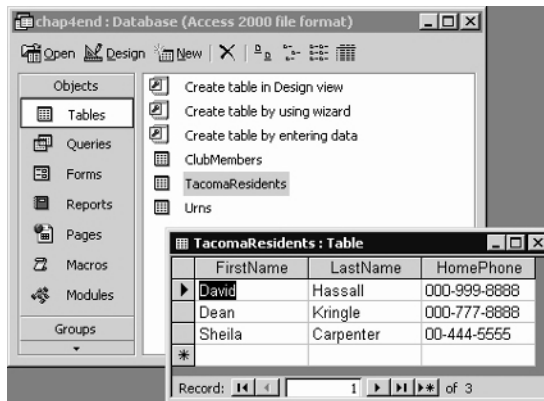 chap4end : Database (Access 2000 file format)
Open Design New
Objects
Tables
Queries
Forms
Reports
Pages
Macros
Modules
Groups
Create table in Design view
Create table by using wizard
Create table by entering data
ClubMembers
TacomaResidents
Urns
TacomaResidents : Table
FirstName LastName HomePhone
David Hassall 000-999-8888
Dean Kringle 000-777-8888
Sheila Carpenter 00-444-5555
Record: 1 of 3